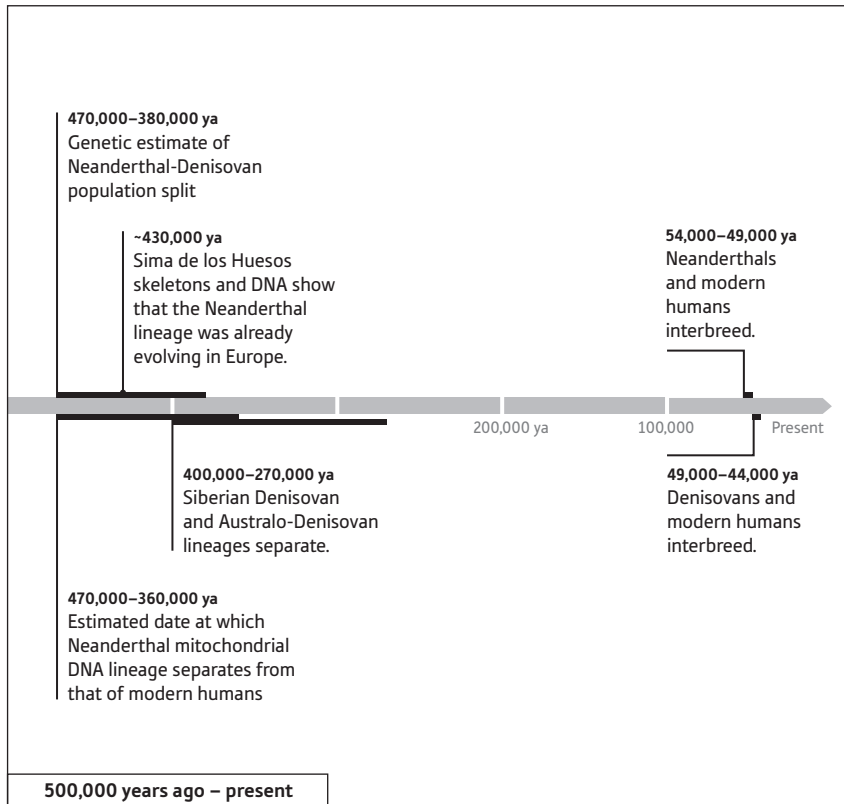 470,000–380,000 ya
Genetic estimate of
Neanderthal-Denisovan
population split
~430,000 ya
Sima de los Huesos
skeletons and DNA show
that the Neanderthal
lineage was already
evolving in Europe.
54,000–49,000 ya
Neanderthals
and modern
humans
interbreed.
200,000 ya
100,000
Present
400,000–270,000 ya
Siberian Denisovan
and Australo-Denisovan
lineages separate.
49,000–44,000 ya
Denisovans and
modern humans
interbreed.
470,000–360,000 ya
Estimated date at which
Neanderthal mitochondrial
DNA lineage separates from
that of modern humans
500,000 years ago – present